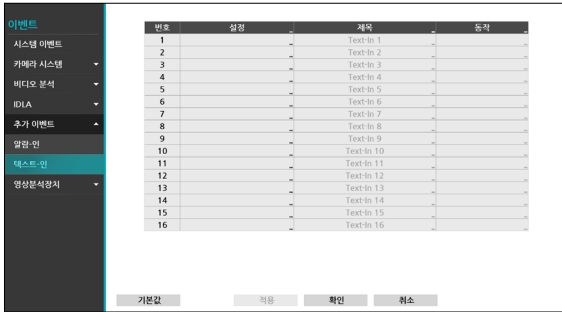 이벤트
시스템 이벤트
카메라 시스템
비디오 분석
IDLA
추가 이벤트
알람-인
텍스트-인
영상분석장치
번호 설정 제목 동작
1 Text-In 1
2 Text-In 2
3 Text-In 3
4 Text-In 4
5 Text-In 5
6 Text-In 6
7 Text-In 7
8 Text-In 8
9 Text-In 9
10 Text-In 10
11 Text-In 11
12 Text-In 12
13 Text-In 13
14 Text-In 14
15 Text-In 15
16 Text-In 16
기본값 적용 확인 취소